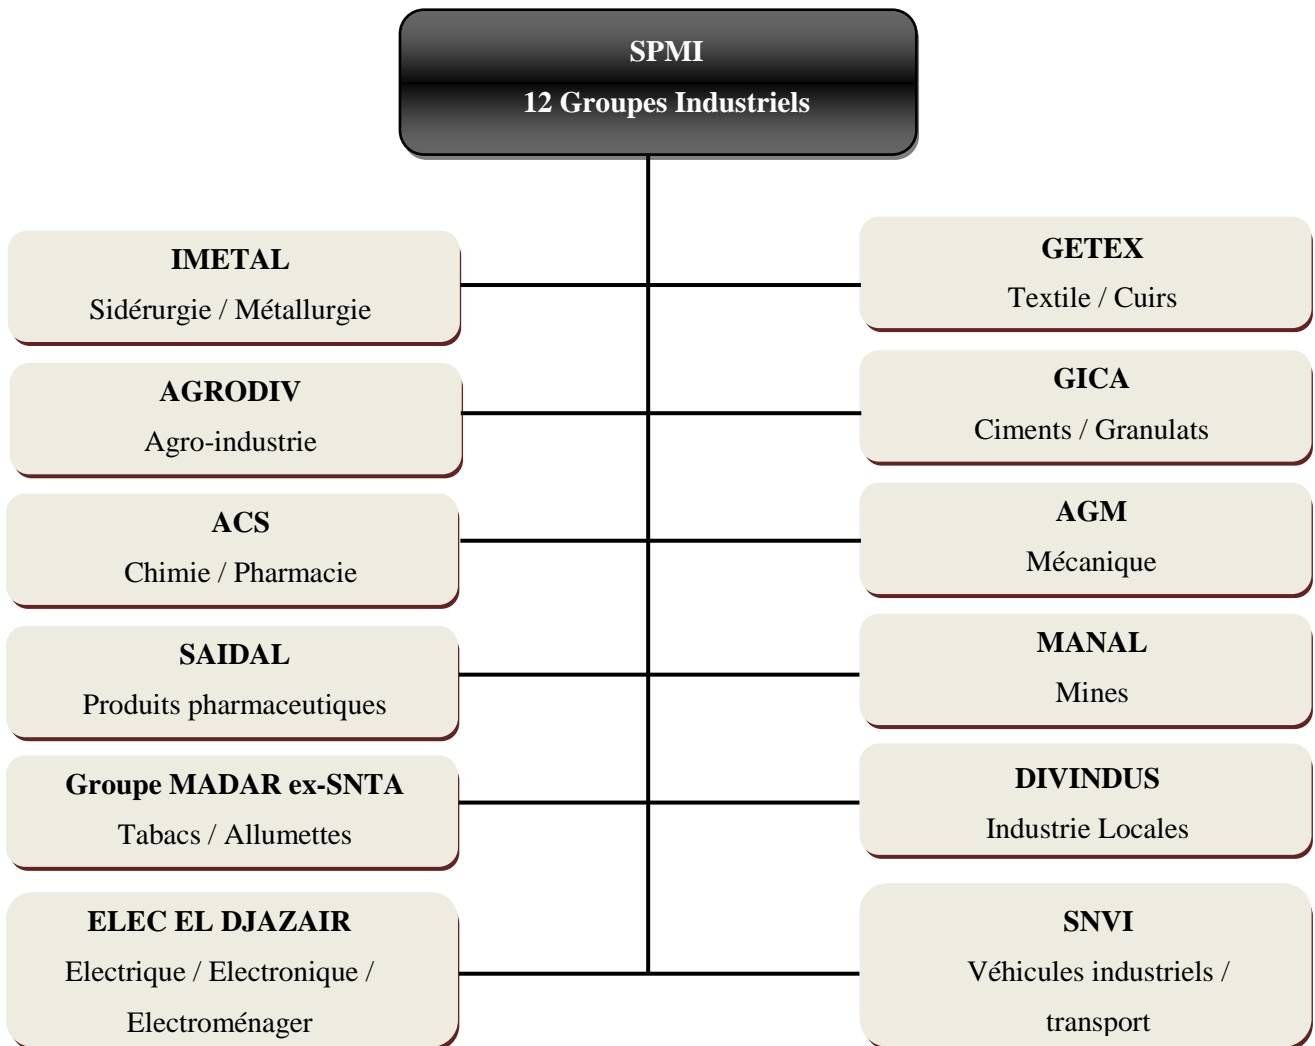 SPMI
12 Groupes Industriels
IMETAL
Sidérurgie / Métallurgie
GETEX
Textile / Cuirs
AGRODIV
Agro-industrie
GICA
Ciments / Granulats
ACS
Chimie / Pharmacie
AGM
Mécanique
SAIDAL
Produits pharmaceutiques
MANAL
Mines
Groupe MADAR ex-SNTA
Tabacs / Allumettes
DIVINDUS
Industrie Locales
ELEC EL DJAZAIR
Electrique / Electronique /
Electroménager
SNVI
Véhicules industriels /
transport